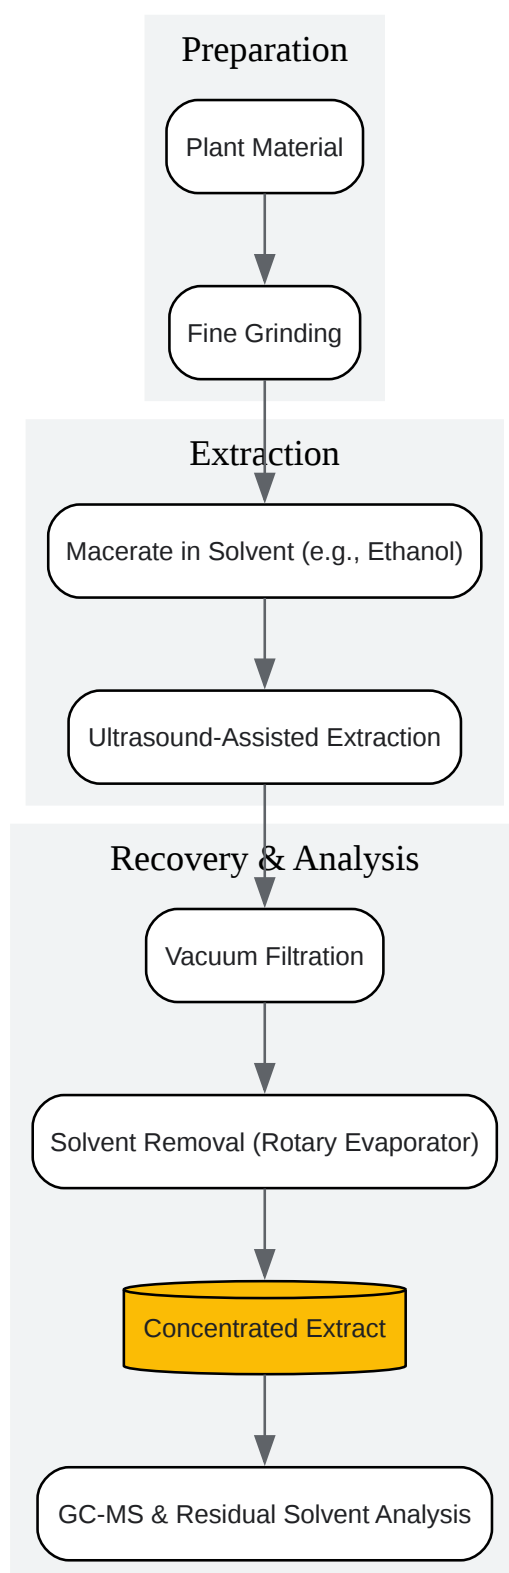 Preparation
Plant Material
Fine Grinding
Extraction
Macerate in Solvent (e.g., Ethanol)
Ultrasound-Assisted Extraction
Recovery & Analysis
Vacuum Filtration
Solvent Removal (Rotary Evaporator)
Concentrated Extract
GC-MS & Residual Solvent Analysis